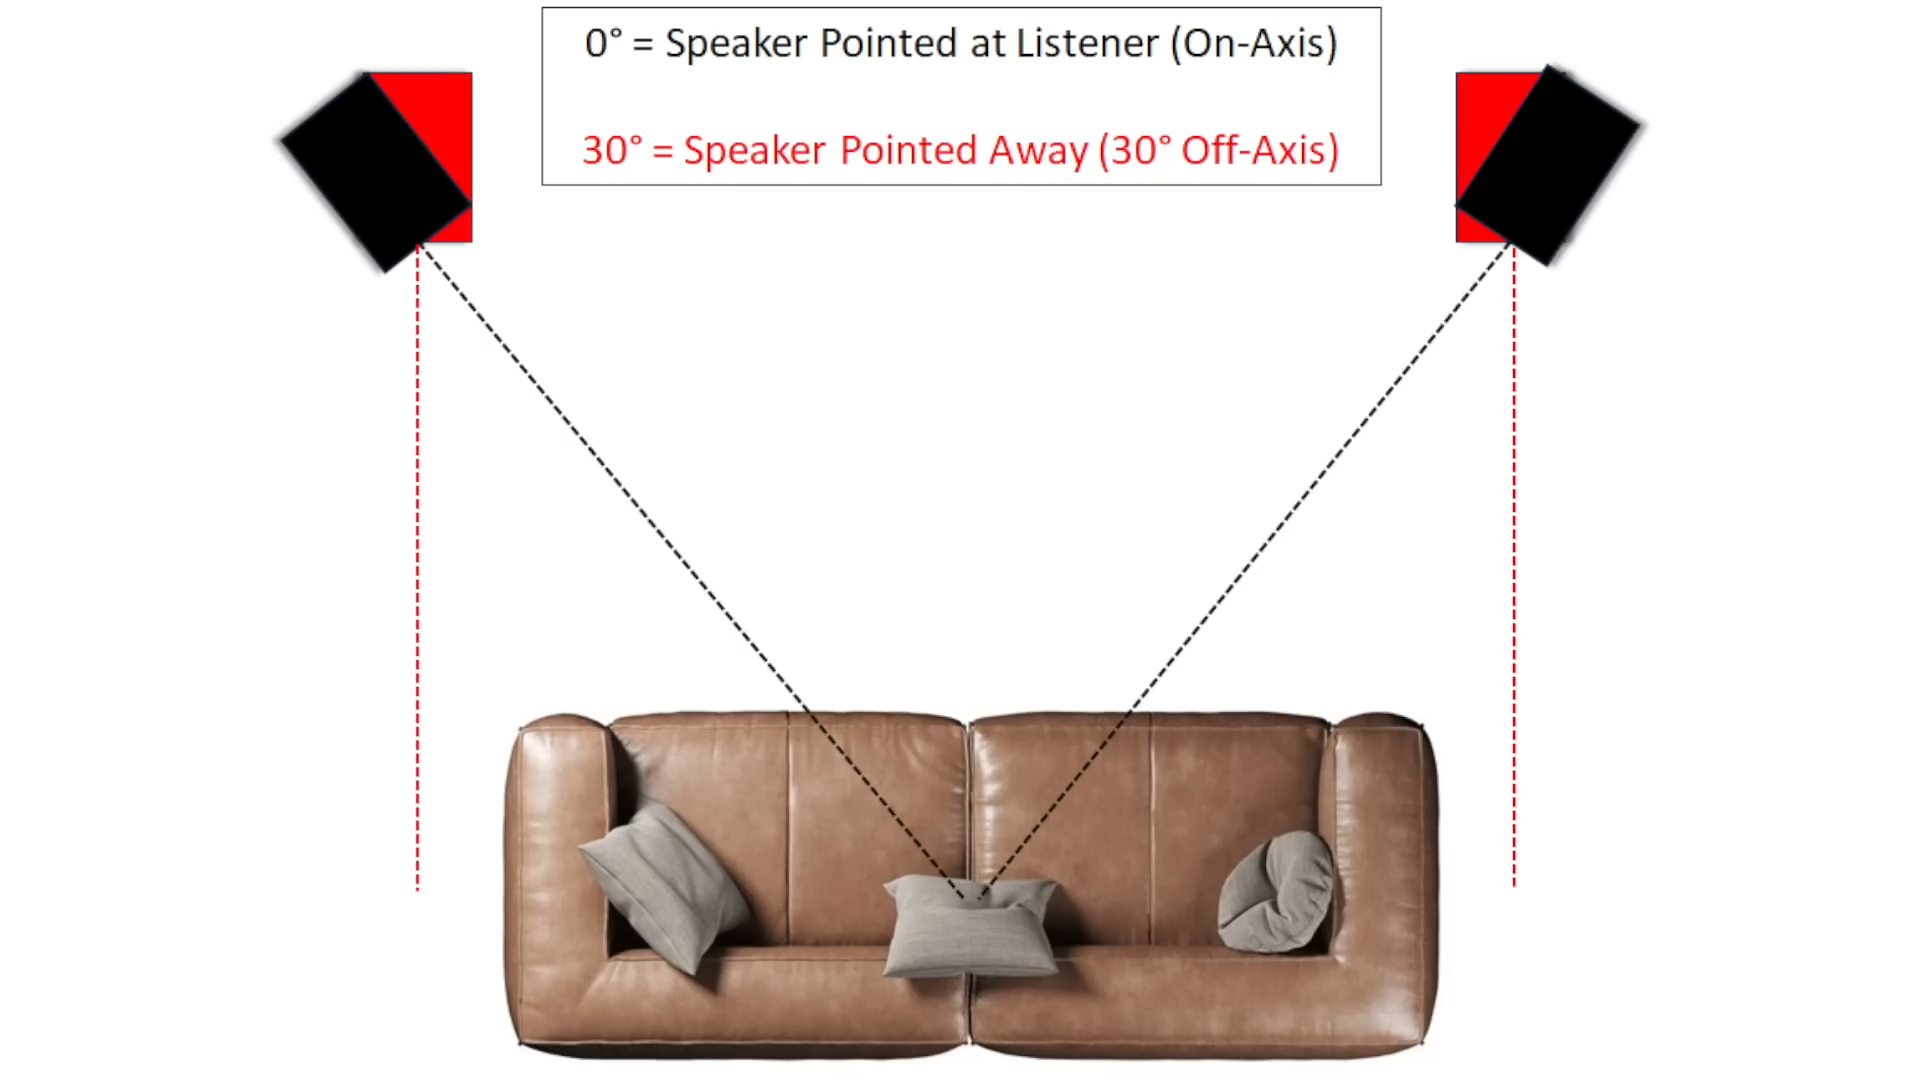 0° = Speaker Pointed at Listener (On-Axis)
30° = Speaker Pointed Away (30° Off-Axis)